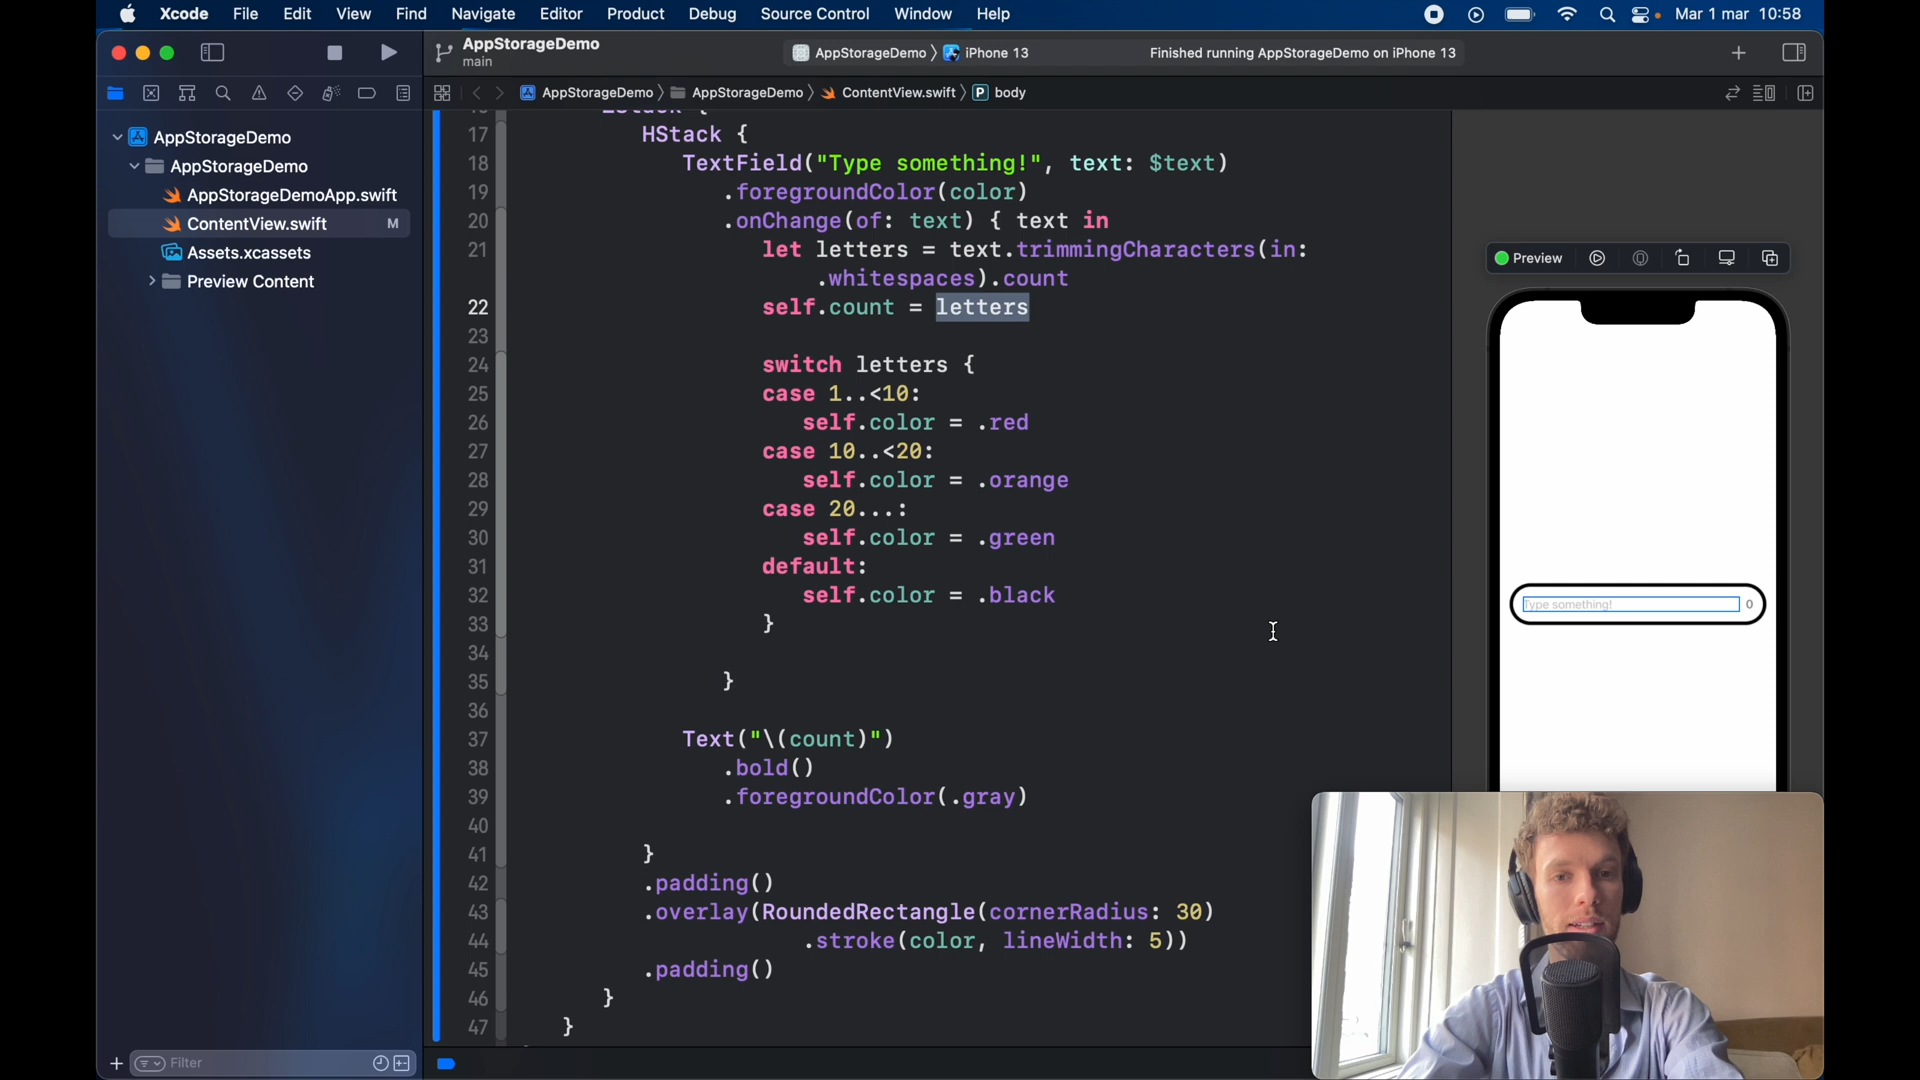 Xcode File Edit View Find Navigate Editor Product Debug Source Control Window Help Mar 1 mar 10:58
AppStorageDemo
main
AppStorageDemo iPhone 13 Finished running AppStorageDemo on iPhone 13
AppStorageDemo AppStorageDemo ContentView.swift P body
AppStorageDemo
AppStorageDemo
AppStorageDemoApp.swift
ContentView.swift M
Assets.xcassets
Preview Content
Filter
17 HStack {
18 TextField("Type something!", text: $text)
19 .foregroundColor(color)
20 .onChange(of: text) { text in
21 let letters = text.trimmingCharacters(in:
.whitespaces).count
22 self.count = letters
23
24 switch letters {
25 case 1..<10:
26 self.color = .red
27 case 10..<20:
28 self.color = .orange
29 case 20...:
30 self.color = .green
31 default:
32 self.color = .black
33 }
34
35 }
36
37 Text("\(count)")
38 .bold()
39 .foregroundColor(.gray)
40
41 }
42 .padding()
43 .overlay(RoundedRectangle(cornerRadius: 30)
44 .stroke(color, lineWidth: 5))
45 .padding()
46 }
47 }
Preview
Type something! 0